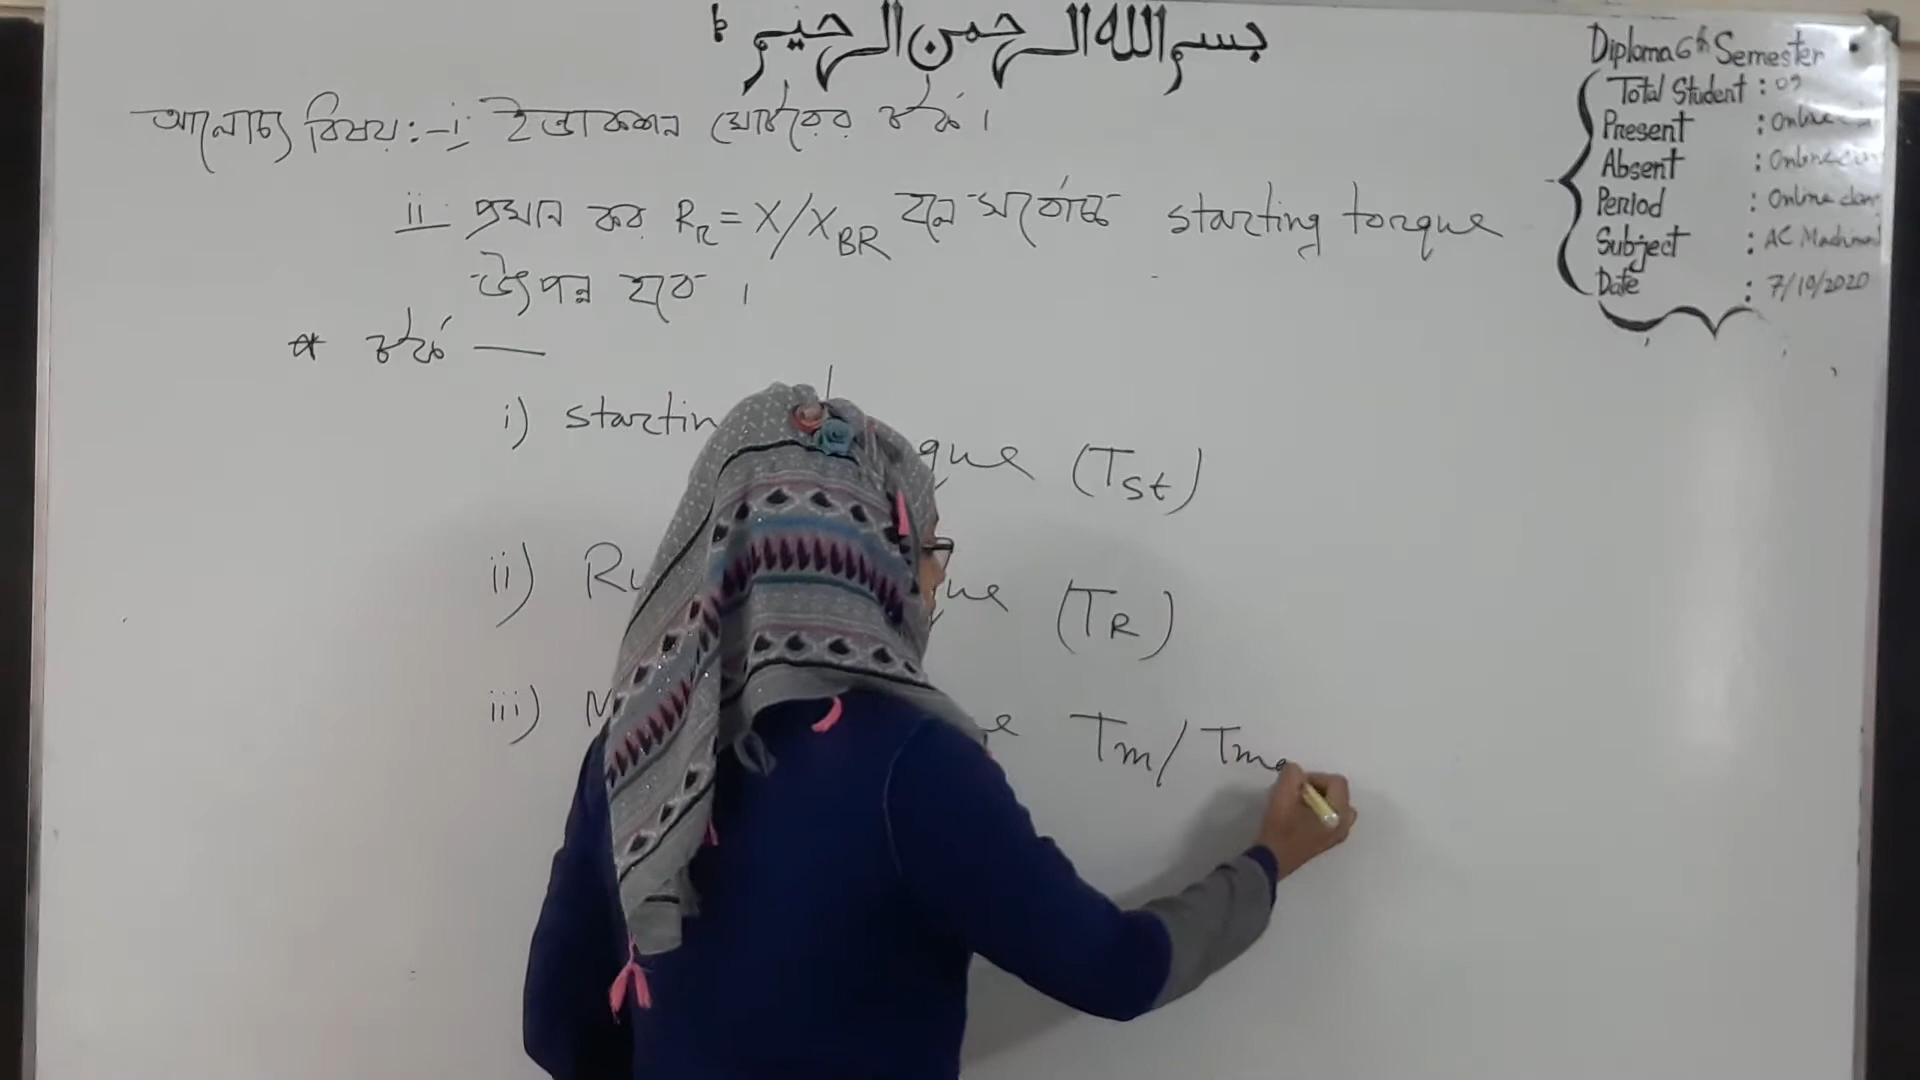 بسم الله الرحمن الرحيم
আলোচ্য বিষয়:- i. ইন্ডাকশন মোটরের টর্ক।
ii প্রমাণ কর R_R = X/X_BR হলে সর্বোচ্চ starting torque
উৎপন্ন হবে।
* টর্ক —
i) startin que (T_St)
ii) Ru ue (T_R)
iii) M e Tm/Tma
Diploma 6th Semester
Total Student : 09
Present : Online
Absent : Online
Period : Online class
Subject : AC Machine
Date : 7/10/2020